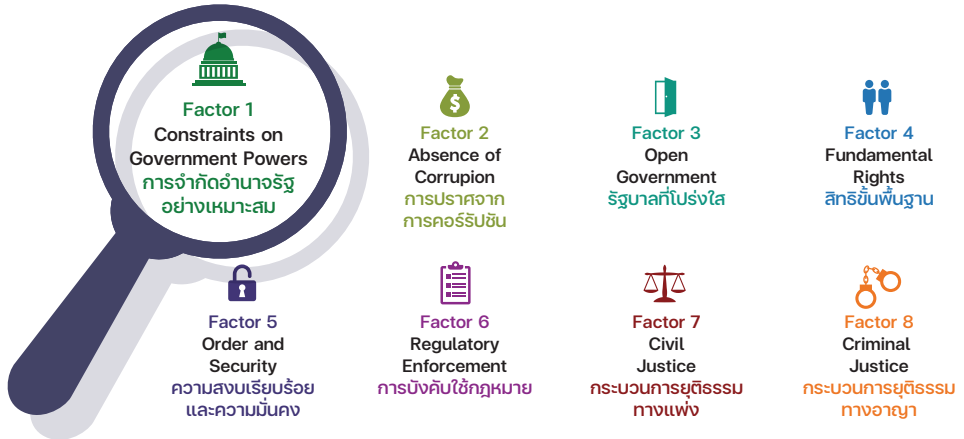 Factor 1
Constraints on
Government Powers
การจำกัดอำนาจรัฐ
อย่างเหมาะสม
Factor 2
Absence of
Corrupion
การปราศจาก
การคอร์รัปชัน
Factor 3
Open
Government
รัฐบาลที่โปร่งใส
Factor 4
Fundamental
Rights
สิทธิขั้นพื้นฐาน
Factor 5
Order and
Security
ความสงบเรียบร้อย
และความมั่นคง
Factor 6
Regulatory
Enforcement
การบังคับใช้กฎหมาย
Factor 7
Civil
Justice
กระบวนการยุติธรรม
ทางแพ่ง
Factor 8
Criminal
Justice
กระบวนการยุติธรรม
ทางอาญา